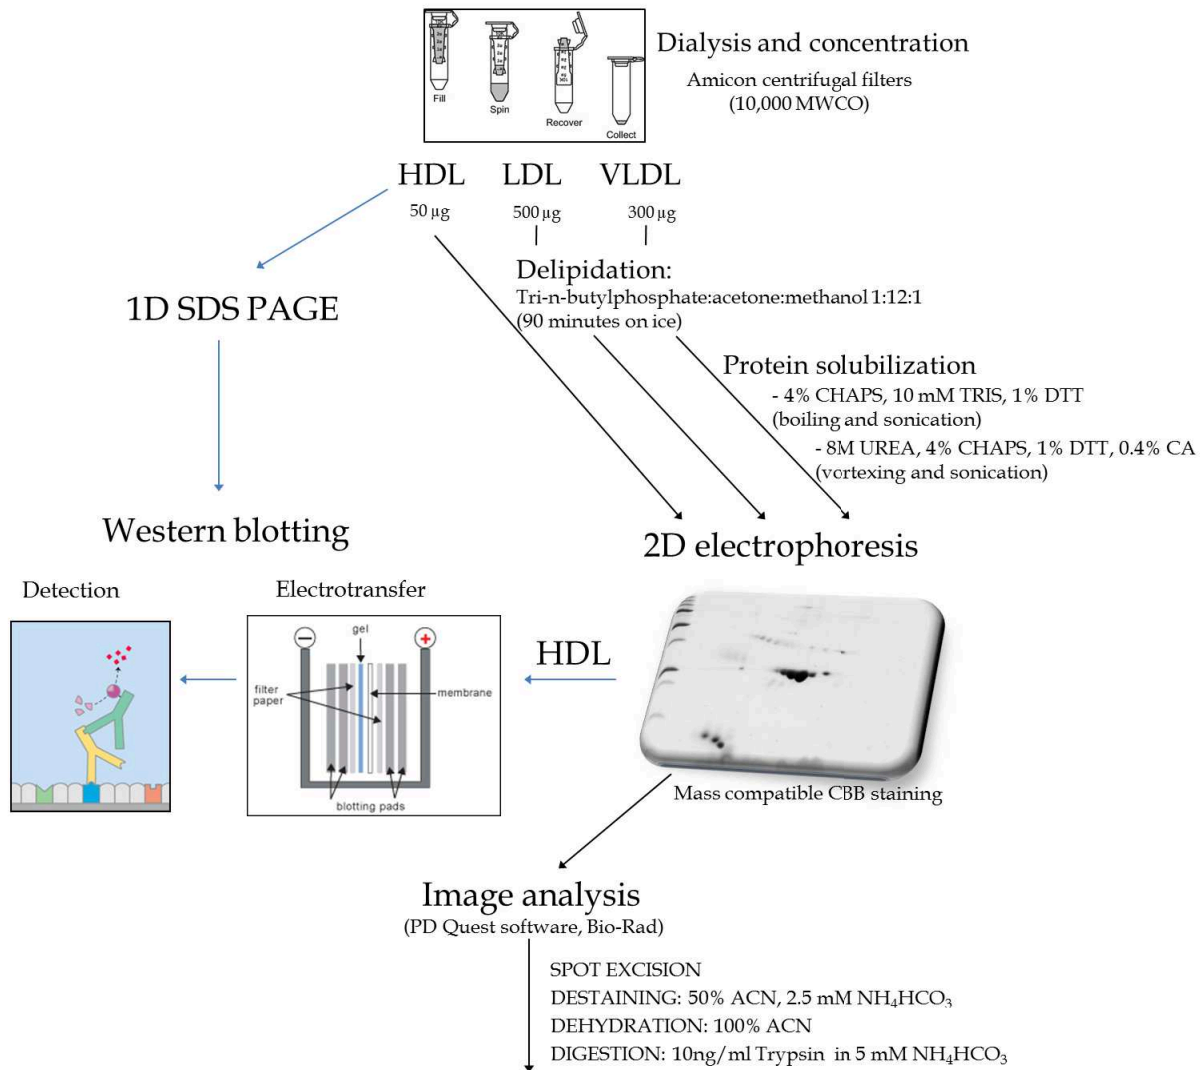 Fill
Spin
Recover
Collect
Dialysis and concentration
Amicon centrifugal filters
(10,000 MWCO)
HDL LDL VLDL
50 µg 500 µg 300 µg
Delipidation:
Tri-n-butylphosphate:acetone:methanol 1:12:1
(90 minutes on ice)
1D SDS PAGE
Protein solubilization
- 4% CHAPS, 10 mM TRIS, 1% DTT
(boiling and sonication)
- 8M UREA, 4% CHAPS, 1% DTT, 0.4% CA
(vortexing and sonication)
Western blotting
2D electrophoresis
Detection
Electrotransfer
gel
−
+
filter
paper
membrane
blotting pads
HDL
Mass compatible CBB staining
Image analysis
(PD Quest software, Bio-Rad)
SPOT EXCISION
DESTAINING: 50% ACN, 2.5 mM NH₄HCO₃
DEHYDRATION: 100% ACN
DIGESTION: 10ng/ml Trypsin in 5 mM NH₄HCO₃